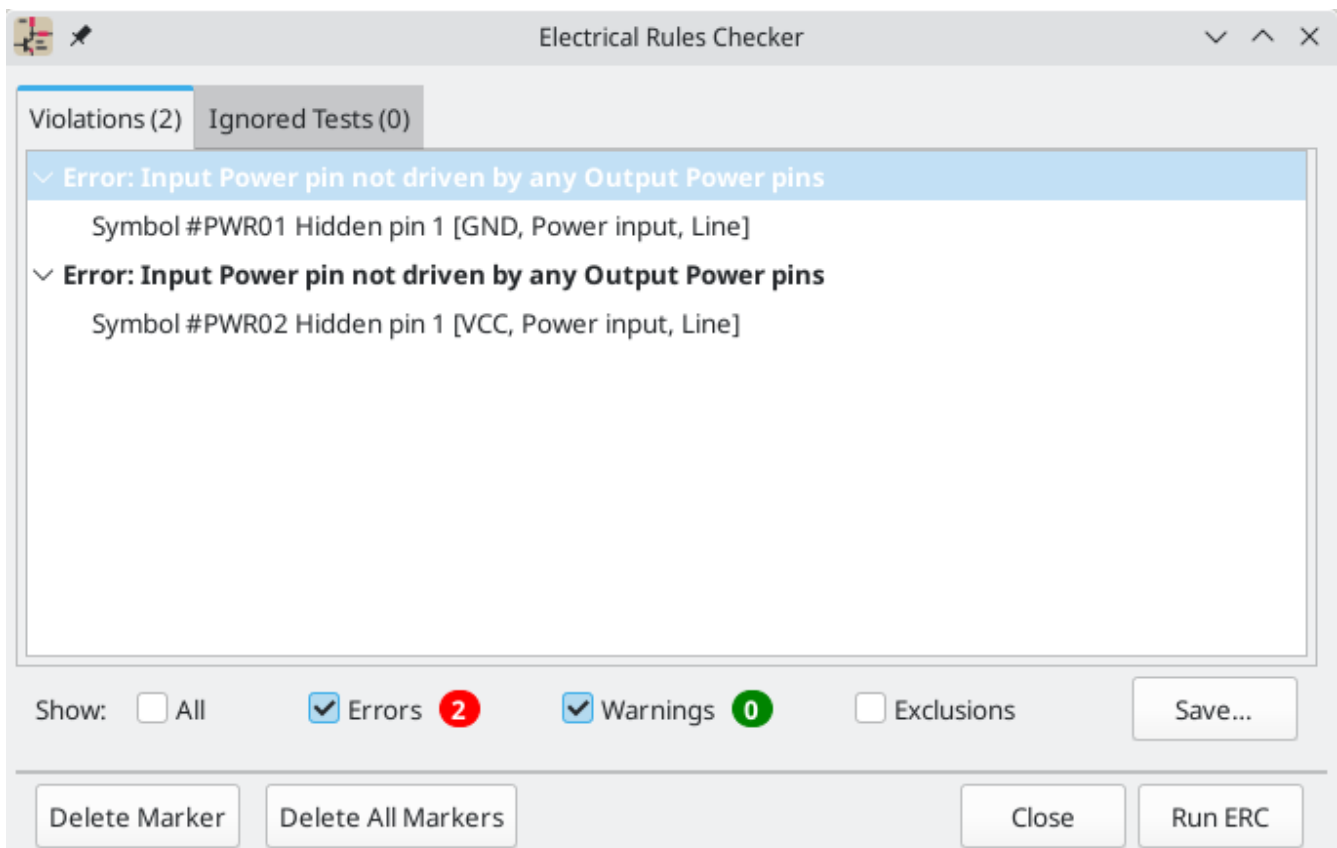 Electrical Rules Checker
Violations (2) Ignored Tests (0)
Error: Input Power pin not driven by any Output Power pins
Symbol #PWR01 Hidden pin 1 [GND, Power input, Line]
Error: Input Power pin not driven by any Output Power pins
Symbol #PWR02 Hidden pin 1 [VCC, Power input, Line]
Show: All Errors 2 Warnings 0 Exclusions Save...
Delete Marker Delete All Markers Close Run ERC